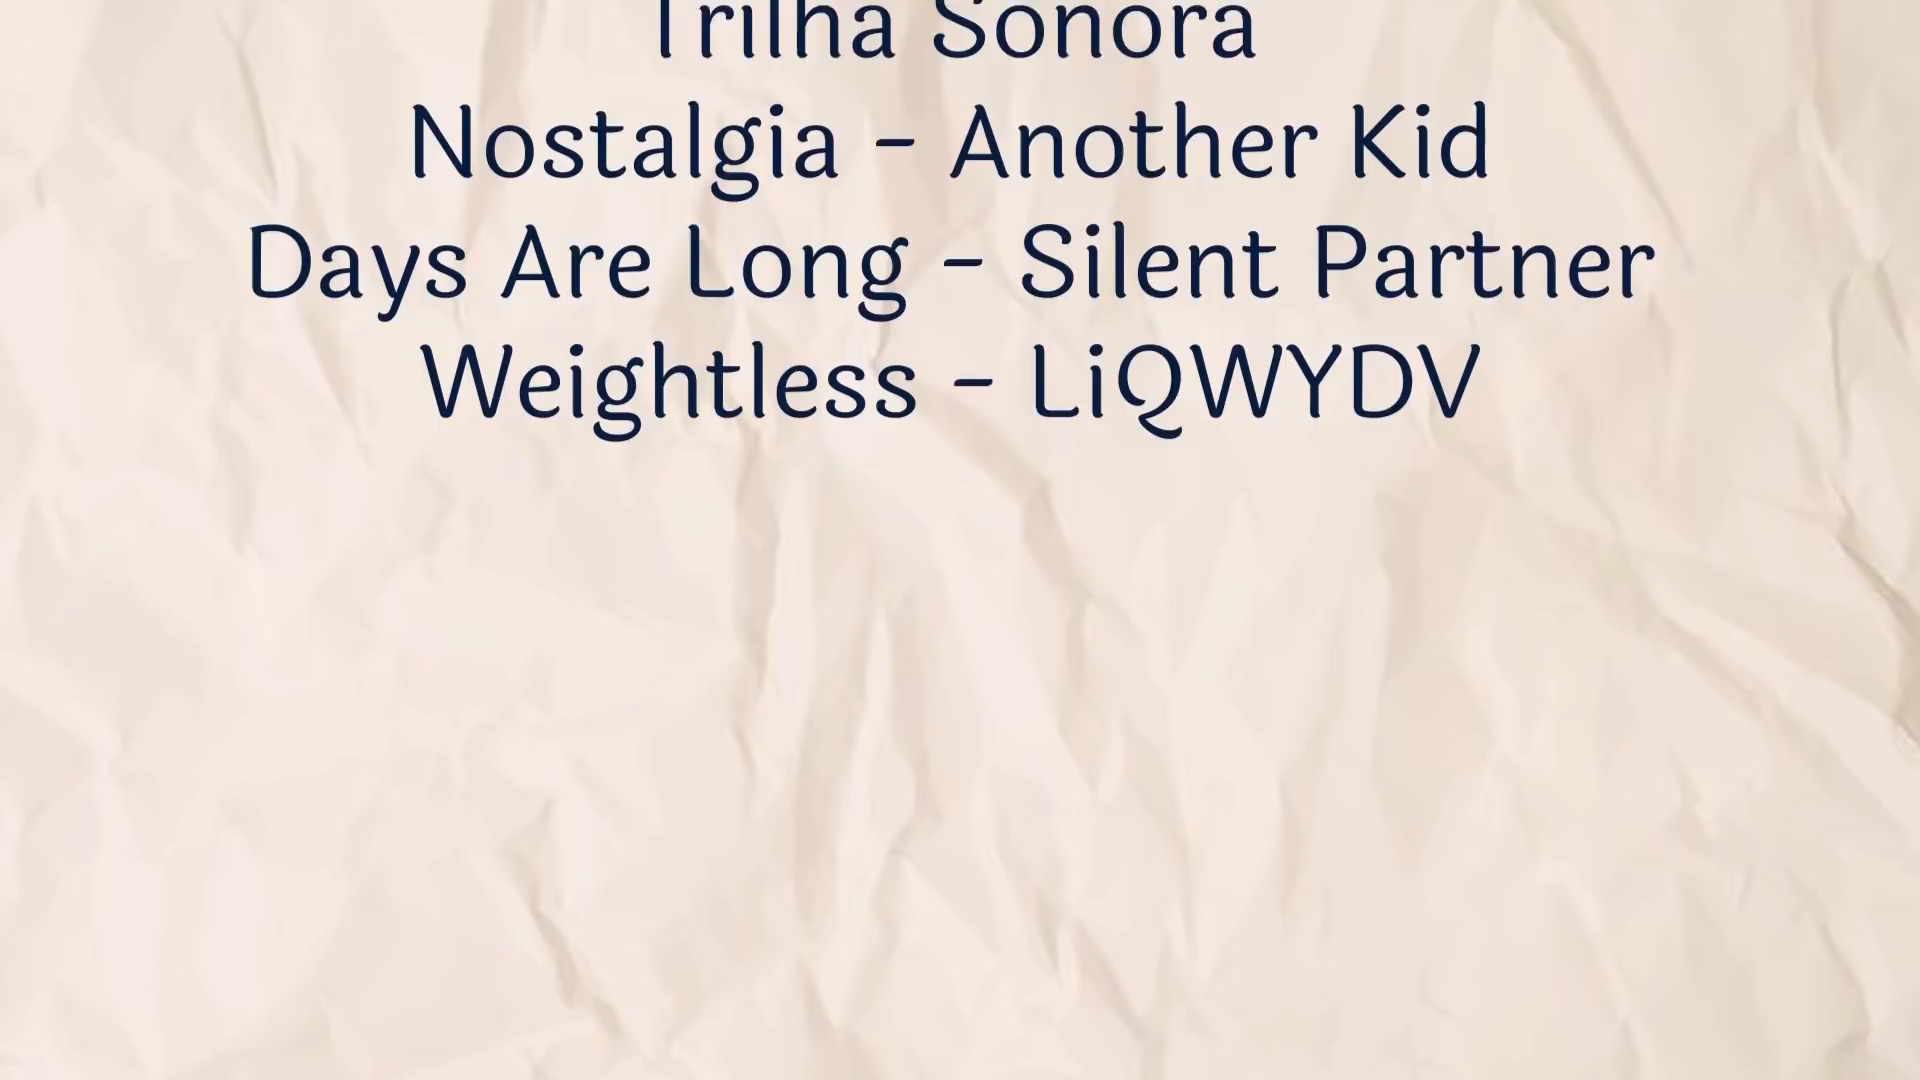 Trilha Sonora
Nostalgia - Another Kid
Days Are Long - Silent Partner
Weightless - LiQWYDV